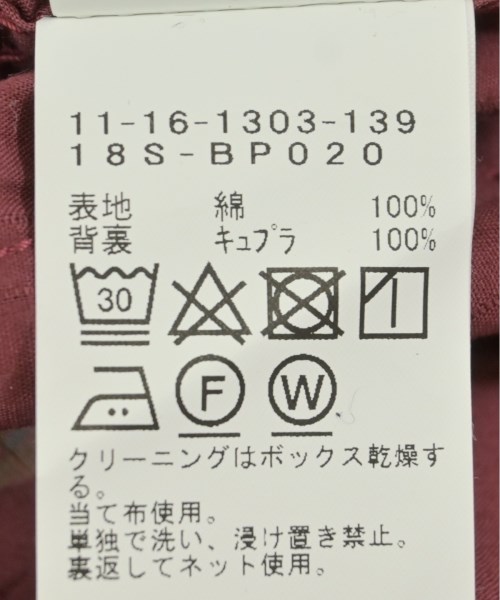 11-16-1303-139
18S-BP020
表地 綿 100%
背裏 キュプラ 100%
30
F W
クリーニングはボックス乾燥す
る。
当て布使用。
単独で洗い、浸け置き禁止。
裏返してネット使用。